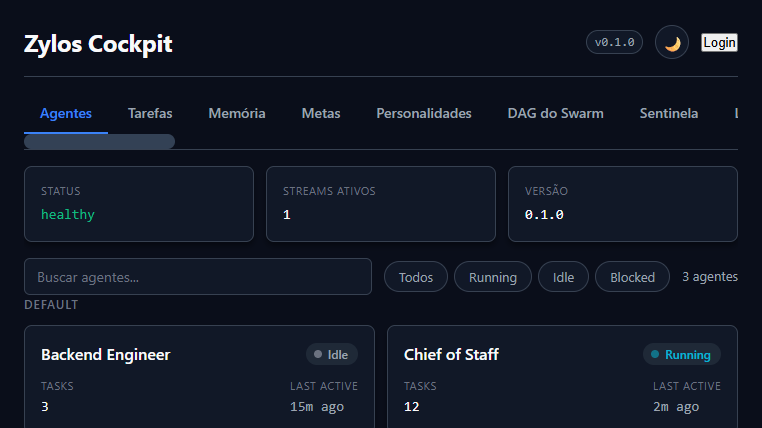 Zylos Cockpit
v0.1.0
Login
Agentes Tarefas Memória Metas Personalidades DAG do Swarm Sentinela
STATUS
healthy
STREAMS ATIVOS
1
VERSÃO
0.1.0
Buscar agentes...
Todos Running Idle Blocked 3 agentes
DEFAULT
Backend Engineer
Idle
TASKS LAST ACTIVE
3 15m ago
Chief of Staff
Running
TASKS LAST ACTIVE
12 2m ago